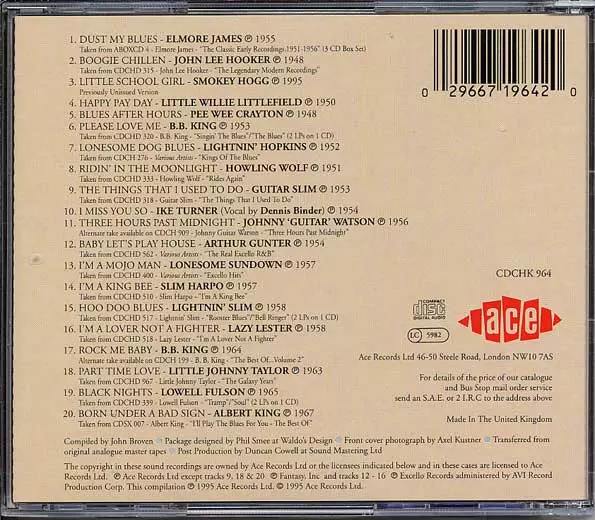 1. DUST MY BLUES - ELMORE JAMES ℗ 1955
Taken from ABOXCD 4 - Elmore James - "The Classic Early Recordings.1951-1956" (3 CD Box Set)
2. BOOGIE CHILLEN - JOHN LEE HOOKER ℗ 1948
Taken from CDCHD 315 - John Lee Hooker - "The Legendary Modern Recordings"
3. LITTLE SCHOOL GIRL - SMOKEY HOGG ℗ 1995
Previously Unissued Version
4. HAPPY PAY DAY - LITTLE WILLIE LITTLEFIELD ℗ 1950
5. BLUES AFTER HOURS - PEE WEE CRAYTON ℗ 1948
6. PLEASE LOVE ME - B.B. KING ℗ 1953
Taken from CDCHD 320 - B.B. King - "Singin' The Blues"/"The Blues" (2 LPs on 1 CD)
7. LONESOME DOG BLUES - LIGHTNIN' HOPKINS ℗ 1952
Taken from CDCH 276 - Various Artists - "Kings Of The Blues"
8. RIDIN' IN THE MOONLIGHT - HOWLING WOLF ℗ 1951
Taken from CDCHD 333 - Howling Wolf - "Rides Again"
9. THE THINGS THAT I USED TO DO - GUITAR SLIM ℗ 1953
Taken from CDCHD 318 - Guitar Slim - "The Things That I Used To Do"
10. I MISS YOU SO - IKE TURNER (Vocal by Dennis Binder) ℗ 1954
11. THREE HOURS PAST MIDNIGHT - JOHNNY 'GUITAR' WATSON ℗ 1956
Alternate take available on CDCH 909 - Johnny Guitar Watson - "Three Hours Past Midnight"
12. BABY LET'S PLAY HOUSE - ARTHUR GUNTER ℗ 1954
Taken from CDCHD 562 - Various Artists - "The Real Excello R&B"
13. I'M A MOJO MAN - LONESOME SUNDOWN ℗ 1957
Taken from CDCHD 400 - Various Artists - "Excello Hits"
14. I'M A KING BEE - SLIM HARPO ℗ 1957
Taken from CDCHD 510 - Slim Harpo - "I'm A King Bee"
15. HOO DOO BLUES - LIGHTNIN' SLIM ℗ 1958
Taken from CDCHD 517 - Lightnin' Slim - "Rooster Blues"/"Bell Ringer" (2 LPs on 1 CD)
16. I'M A LOVER NOT A FIGHTER - LAZY LESTER ℗ 1958
Taken from CDCHD 518 - Lazy Lester - "I'm A Lover Not A Fighter"
17. ROCK ME BABY - B.B. KING ℗ 1964
Alternate take available on CDCH 199 - B.B. King - "The Best Of...Volume 2"
18. PART TIME LOVE - LITTLE JOHNNY TAYLOR ℗ 1963
Taken from CDCHD 967 - Little Johnny Taylor - "The Galaxy Years"
19. BLACK NIGHTS - LOWELL FULSON ℗ 1965
Taken from CDCHD 339 - Lowell Fulson - "Tramp"/"Soul" (2 LPs on 1 CD)
20. BORN UNDER A BAD SIGN - ALBERT KING ℗ 1967
Taken from CDSX 007 - Albert King - "I'll Play The Blues For You - The Best Of"
0 29667 19642 0
CDCHK 964
COMPACT
disc
DIGITAL AUDIO
LC 5982
ace
Ace Records Ltd 46-50 Steele Road, London NW10 7AS
For details of the price of our catalogue
and Bus Stop mail order service
send an S.A.E. or 2 I.R.C to the address above
Made In The United Kingdom
Compiled by John Broven Package designed by Phil Smee at Waldo's Design Front cover photograph by Axel Kustner Transferred from
original analogue master tapes Post Production by Duncan Cowell at Sound Mastering Ltd
The copyright in these sound recordings are owned by Ace Records Ltd or the licensees indicated below and in these cases are licensed to Ace
Records Ltd. ℗ Ace Records Ltd except tracks 9, 18 & 20 ℗ Fantasy. Inc and tracks 12 - 16 ℗ Excello Records administered by AVI Record
Production Corp. This compilation ℗ 1995 Ace Records Ltd. © 1995 Ace Records Ltd.